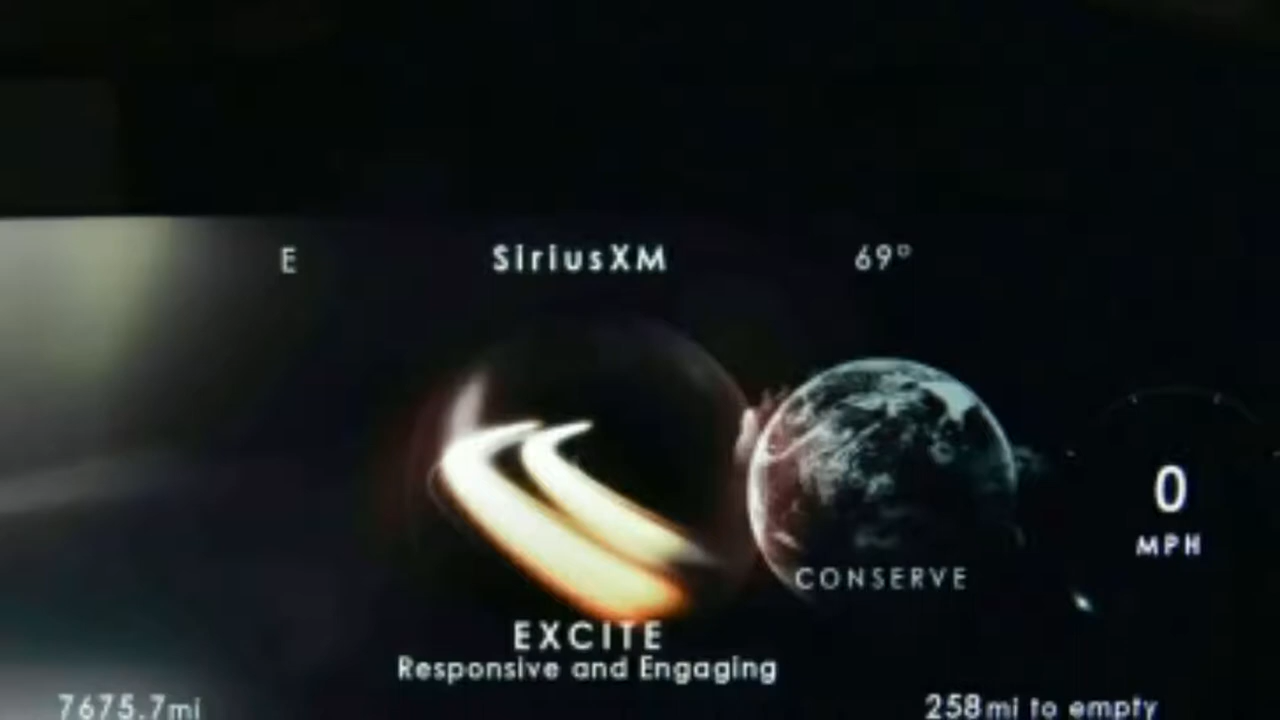 E SiriusXM 69°
0
MPH
CONSERVE
EXCITE
Responsive and Engaging
7675.7mi 258mi to empty